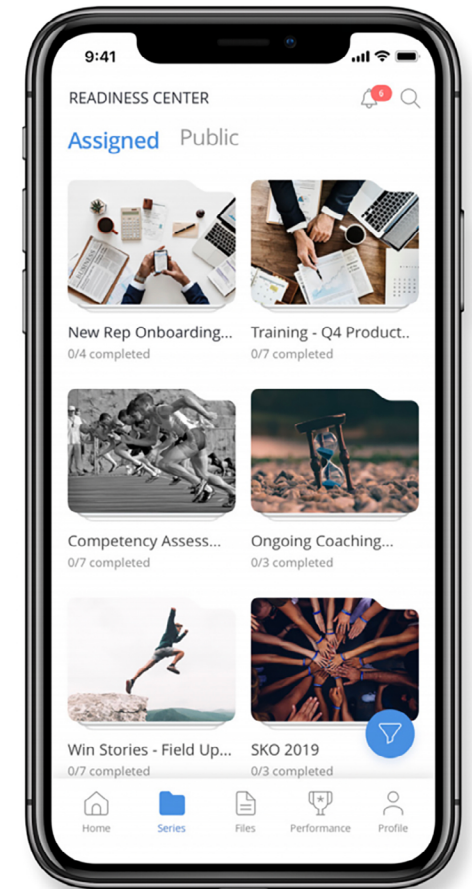 9:41
READINESS CENTER
6
Assigned Public
New Rep Onboarding...
0/4 completed
Training - Q4 Product..
0/7 completed
Competency Assess...
0/7 completed
Ongoing Coaching...
0/3 completed
Win Stories - Field Up...
0/7 completed
SKO 2019
0/3 completed
Home
Series
Files
Performance
Profile